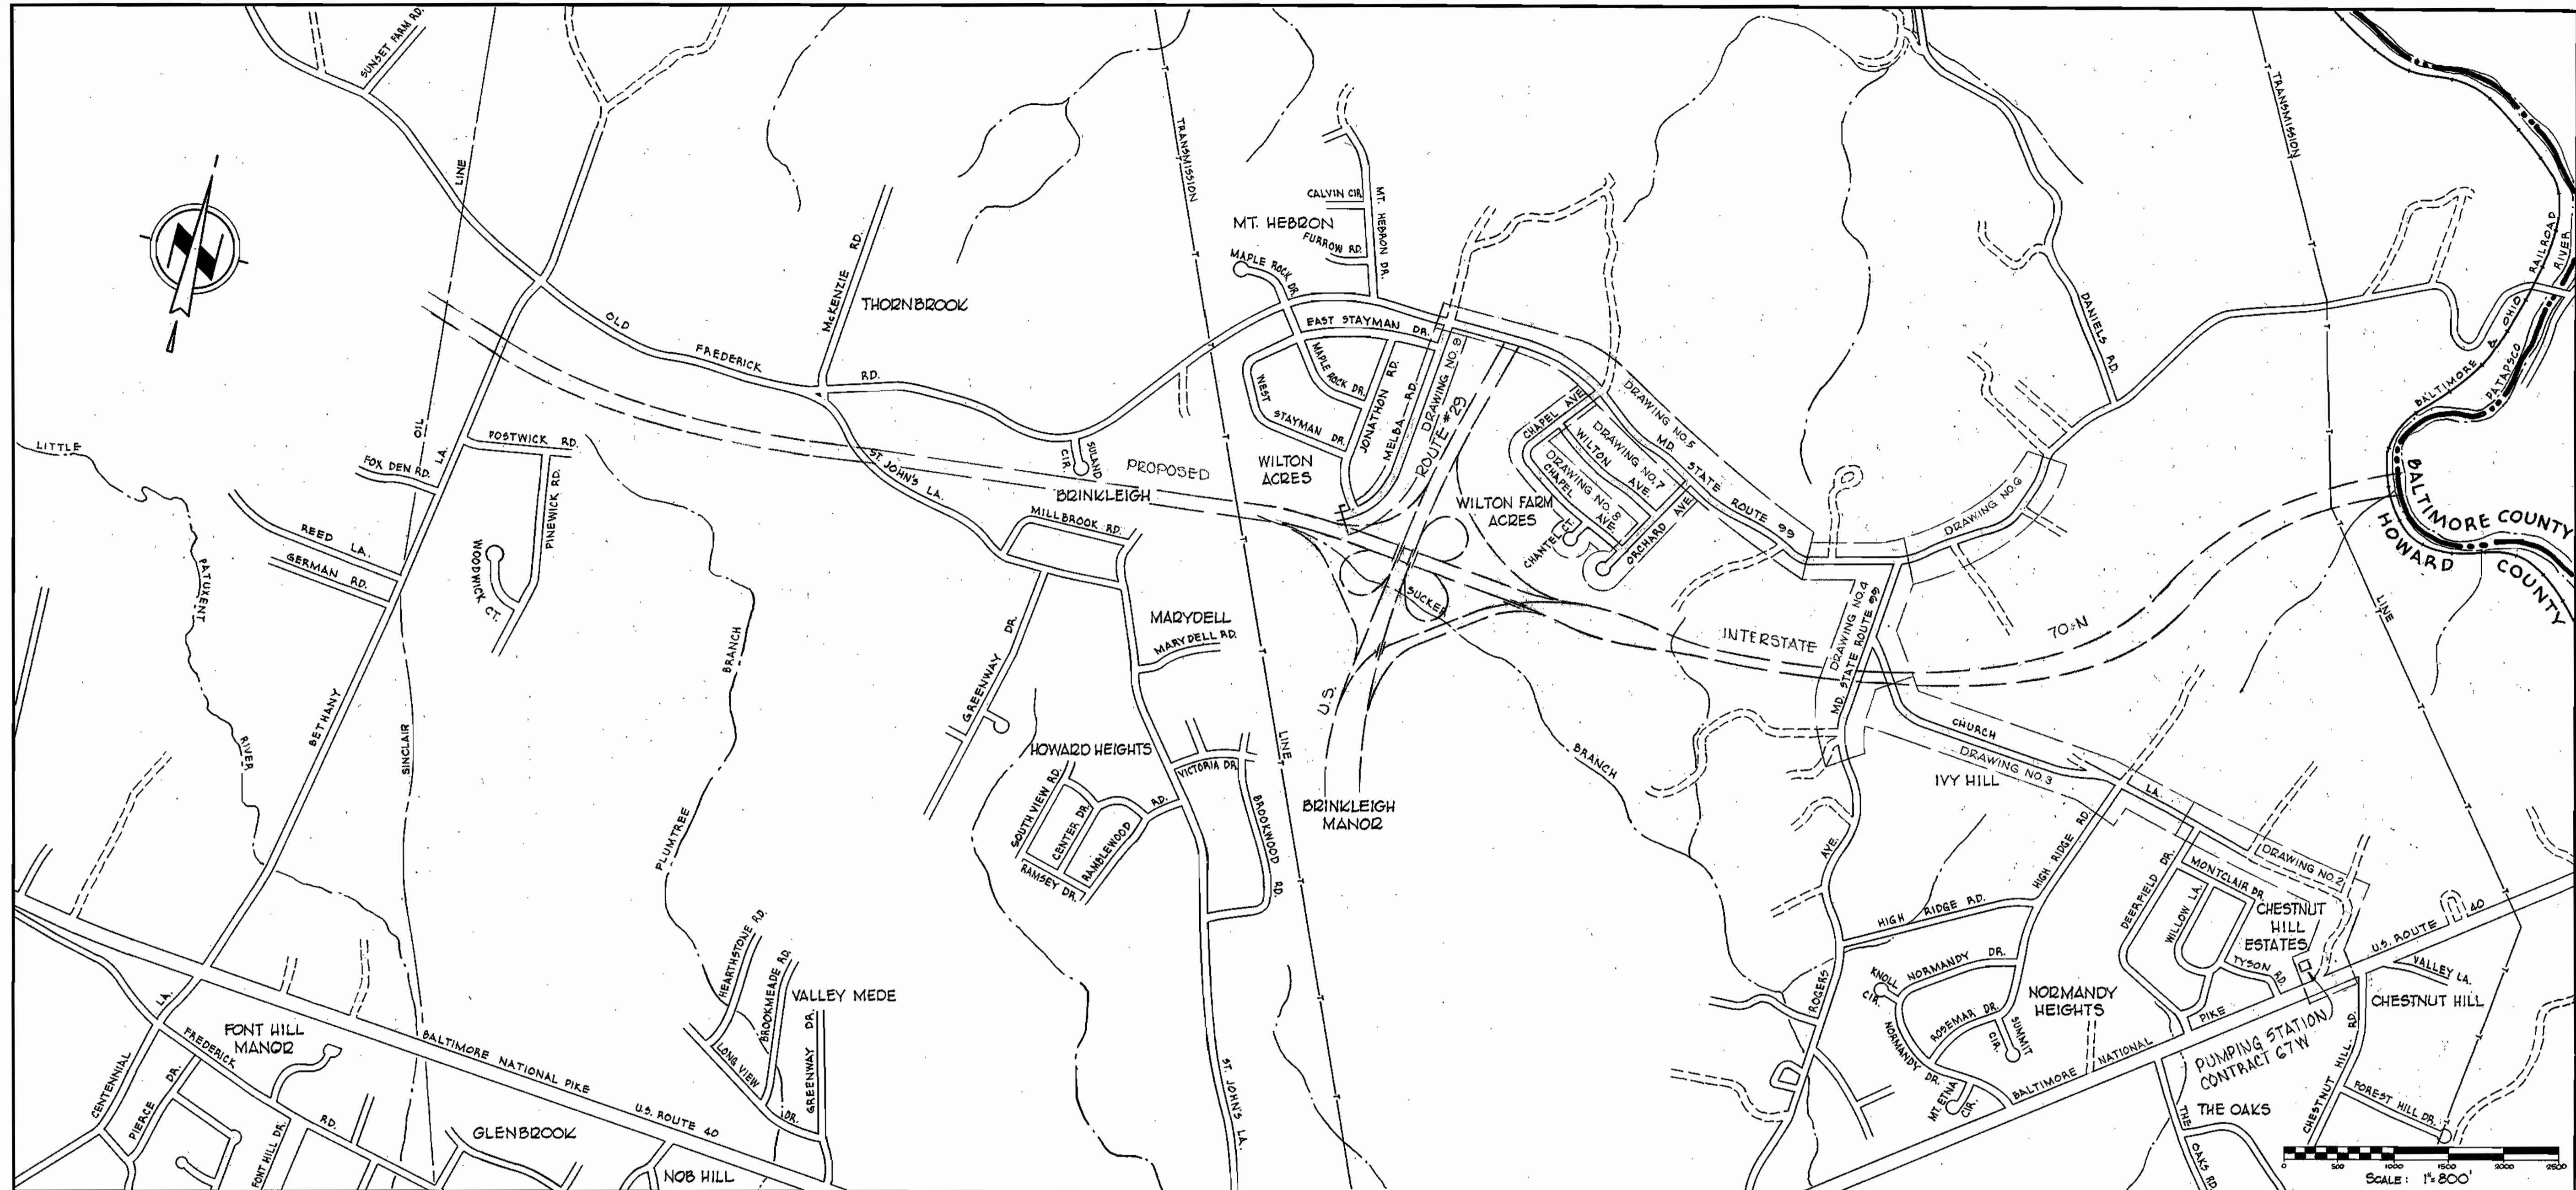 SUNSET FARM RD.
LINE
TRANSMISSION
TRANSMISSION
N
CALVIN CIR.
MT. HEBRON
MT. HEBRON DR.
FURROW RD.
MAPLE ROCK DR.
McKENZIE RD.
THORNBROOK
OLD FREDERICK RD.
EAST STAYMAN DR.
MAPLE ROCK DR.
WEST STAYMAN DR.
JONATHON RD.
MELBA RD.
DRAWING NO. 9
ROUTE #29
DANIELS RD.
BALTIMORE & OHIO RAILROAD
PATAPSCO RIVER
LITTLE PATUXENT RIVER
OIL
FOX DEN RD.
POSTWICK RD.
PINEWICK RD.
WOODWICK CT.
REED LA.
GERMAN RD.
BETHANY LA.
SINCLAIR
ST. JOHN'S LA.
SULAND CIR.
PROPOSED
BRINKLEIGH
MILLBROOK RD.
WILTON
ACRES
CHAPEL AVE.
DRAWING NO. 5
MD. STATE ROUTE 99
DRAWING NO. 7
WILTON AVE.
DRAWING NO. 8
CHAPEL AVE.
WILTON FARM
ACRES
CHANTEL CT.
ORCHARD AVE.
DRAWING NO. 6
BALTIMORE COUNTY
HOWARD COUNTY
SUCKER BRANCH
INTERSTATE 70-N
DRAWING NO. 4
MD. STATE ROUTE 99
LINE
MARYDELL
MARYDELL RD.
GREENWAY DR.
PLUMTREE BRANCH
HOWARD HEIGHTS
SOUTH VIEW RD.
CENTER DR.
RAMBLEWOOD RD.
RAMSEY DR.
VICTORIA DR.
BROOKWOOD RD.
LINE
U.S.
BRINKLEIGH
MANOR
CHURCH LA.
DRAWING NO. 3
IVY HILL
ROGERS AVE.
HIGH RIDGE RD.
HIGH RIDGE RD.
DEERFIELD DR.
MONTCLAIR DR.
DRAWING NO. 2
WILLOW LA.
CHESTNUT
HILL
ESTATES
TYSON RD.
U.S. ROUTE 40
VALLEY LA.
CHESTNUT HILL
HEARTHSTONE RD.
BROOKMEADE RD.
VALLEY MEDE
LONG VIEW DR.
GREENWAY DR.
KNOLL CIR.
NORMANDY DR.
ROSEMAR DR.
SUMMIT CIR.
NORMANDY
HEIGHTS
NORMANDY DR.
MT. ETNA CIR.
BALTIMORE NATIONAL PIKE
PUMPING STATION
CONTRACT 67W
CHESTNUT HILL RD.
FOREST HILL DR.
THE OAKS
THE OAKS RD.
CENTENNIAL LA.
FREDERICK RD.
FONT HILL
MANOR
PIERCE DR.
FONT HILL DR.
BALTIMORE NATIONAL PIKE
U.S. ROUTE 40
GLENBROOK
NOB HILL
ST. JOHN'S LA.
0 500 1000 1500 2000 2500
SCALE: 1"=800'